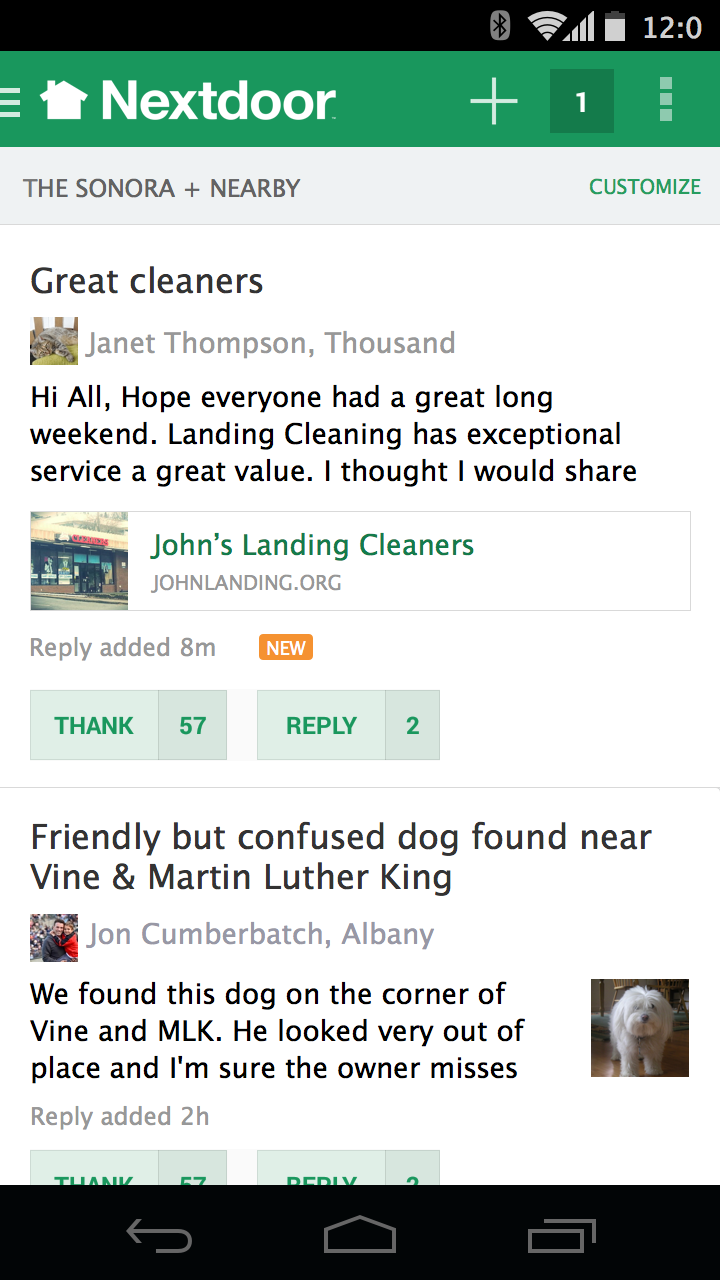 12:0
Nextdoor
1
THE SONORA + NEARBY
CUSTOMIZE
Great cleaners
Janet Thompson, Thousand
Hi All, Hope everyone had a great long
weekend. Landing Cleaning has exceptional
service a great value. I thought I would share
John’s Landing Cleaners
JOHNLANDING.ORG
Reply added 8m
NEW
THANK 57
REPLY 2
Friendly but confused dog found near
Vine & Martin Luther King
Jon Cumberbatch, Albany
We found this dog on the corner of
Vine and MLK. He looked very out of
place and I'm sure the owner misses
Reply added 2h
THANK 57
REPLY 2